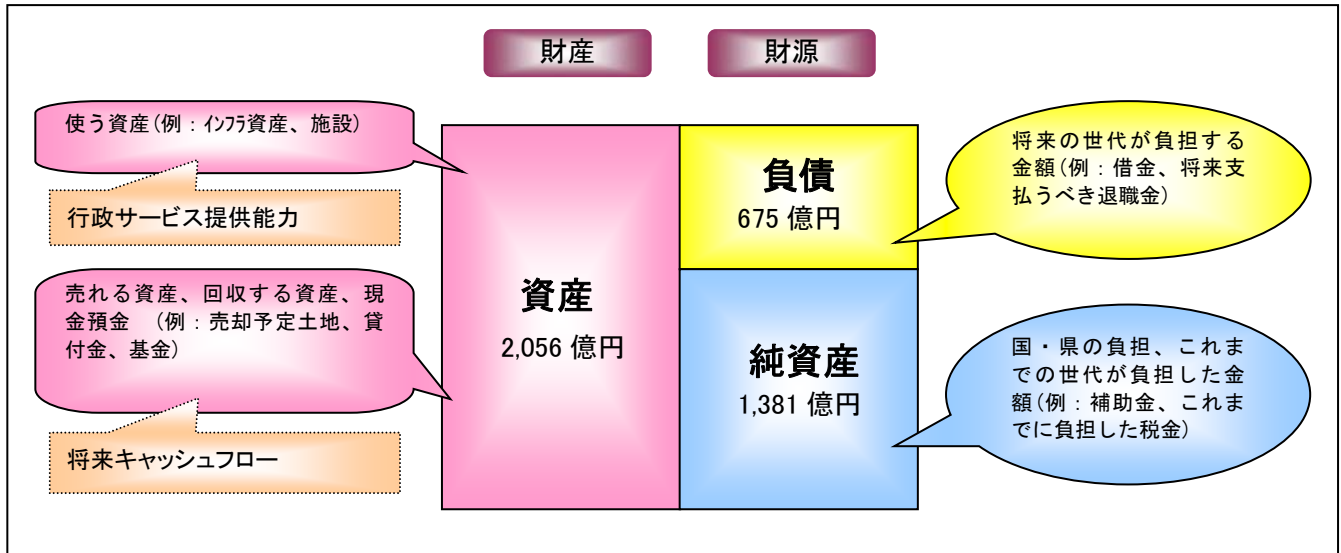 財産
財源
使う資産(例：ｲﾝﾌﾗ資産、施設)
行政サービス提供能力
売れる資産、回収する資産、現
金預金　（例：売却予定土地、貸
付金、基金)
将来キャッシュフロー
資産
2,056 億円
負債
675 億円
純資産
1,381 億円
将来の世代が負担する
金額(例：借金、将来支
払うべき退職金)
国・県の負担、これま
での世代が負担した金
額(例：補助金、これま
でに負担した税金)